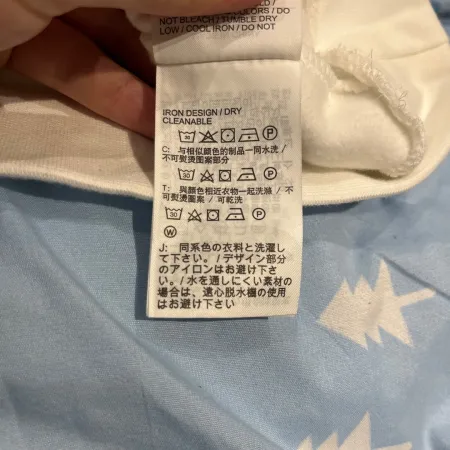 OLORS / DO
NOT BLEACH / TUMBLE DRY
LOW / COOL IRON / DO NOT
IRON DESIGN / DRY
CLEANABLE
30 P
C: 与相似颜色的制品一同水洗 /
不可熨烫图案部分
30 P
T: 與顏色相近衣物一起洗滌 / 不
可熨燙圖案 / 可乾洗
30 P
W
J: 同系色の衣料と洗濯し
て下さい。/ デザイン部分
のアイロンはお避け下さ
い。/ 水を通しにくい素材の
場合は、遠心脱水機の使用
はお避け下さい